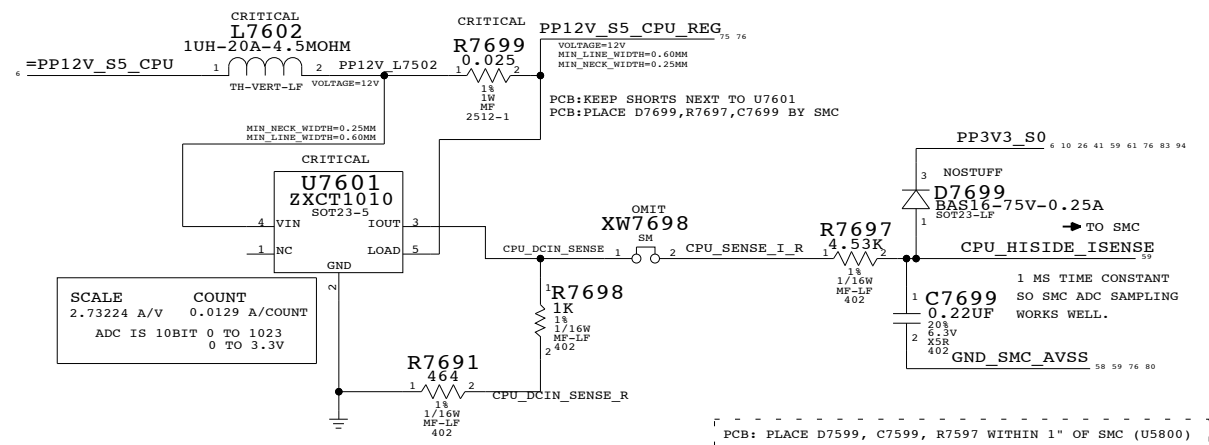 CRITICAL
L7602
1UH-20A-4.5MOHM
=PP12V_S5_CPU
6
1
2
TH-VERT-LF
PP12V_L7502
VOLTAGE=12V
CRITICAL
R7699
0.025
1
2
1%
1W
MF
2512-1
PP12V_S5_CPU_REG
75 76
VOLTAGE=12V
MIN_LINE_WIDTH=0.60MM
MIN_NECK_WIDTH=0.25MM
PCB:KEEP SHORTS NEXT TO U7601
PCB:PLACE D7699,R7697,C7699 BY SMC
MIN_NECK_WIDTH=0.25MM
MIN_LINE_WIDTH=0.60MM
CRITICAL
U7601
ZXCT1010
SOT23-5
4 VIN
IOUT 3
1 NC
LOAD 5
GND
2
PP3V3_S0
6 10 26 41 59 61 76 83 94
3
NOSTUFF
D7699
BAS16-75V-0.25A
SOT23-LF
1
TO SMC
OMIT
XW7698
SM
CPU_DCIN_SENSE
1
2
CPU_SENSE_I_R
R7697
4.53K
1
2
1%
1/16W
MF-LF
402
CPU_HISIDE_ISENSE
59
1 MS TIME CONSTANT
SO SMC ADC SAMPLING
WORKS WELL.
1
C7699
0.22UF
20%
6.3V
X5R
402
2
GND_SMC_AVSS
58 59 76 80
SCALE COUNT
2.73224 A/V 0.0129 A/COUNT
ADC IS 10BIT 0 TO 1023
0 TO 3.3V
1
R7698
1K
1%
1/16W
MF-LF
402
2
R7691
464
1
2
1%
1/16W
MF-LF
402
CPU_DCIN_SENSE_R
PCB: PLACE D7599, C7599, R7597 WITHIN 1" OF SMC (U5800)